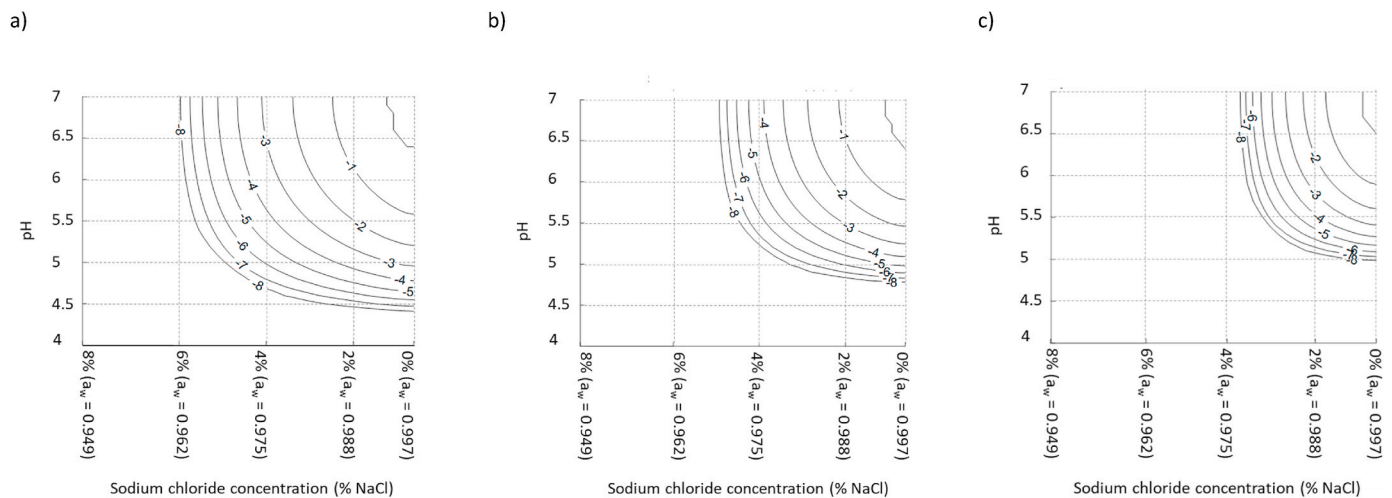 a)
b)
c)
7
6.5
6
5.5
5
4.5
4
pH
-8
-3
-1
-4
-2
-5
-6
-7
-8
-3
-4
-5
8% (aw = 0.949)
6% (aw = 0.962)
4% (aw = 0.975)
2% (aw = 0.988)
0% (aw = 0.997)
Sodium chloride concentration (% NaCl)
7
6.5
6
5.5
5
4.5
4
pH
-4
-1
-5
-6
-2
-7
-8
-3
-4
-5
-6
-8
8% (aw = 0.949)
6% (aw = 0.962)
4% (aw = 0.975)
2% (aw = 0.988)
0% (aw = 0.997)
Sodium chloride concentration (% NaCl)
7
6.5
6
5.5
5
4.5
4
pH
-6
-7
-8
-2
-3
-4
-5
-6
-8
8% (aw = 0.949)
6% (aw = 0.962)
4% (aw = 0.975)
2% (aw = 0.988)
0% (aw = 0.997)
Sodium chloride concentration (% NaCl)